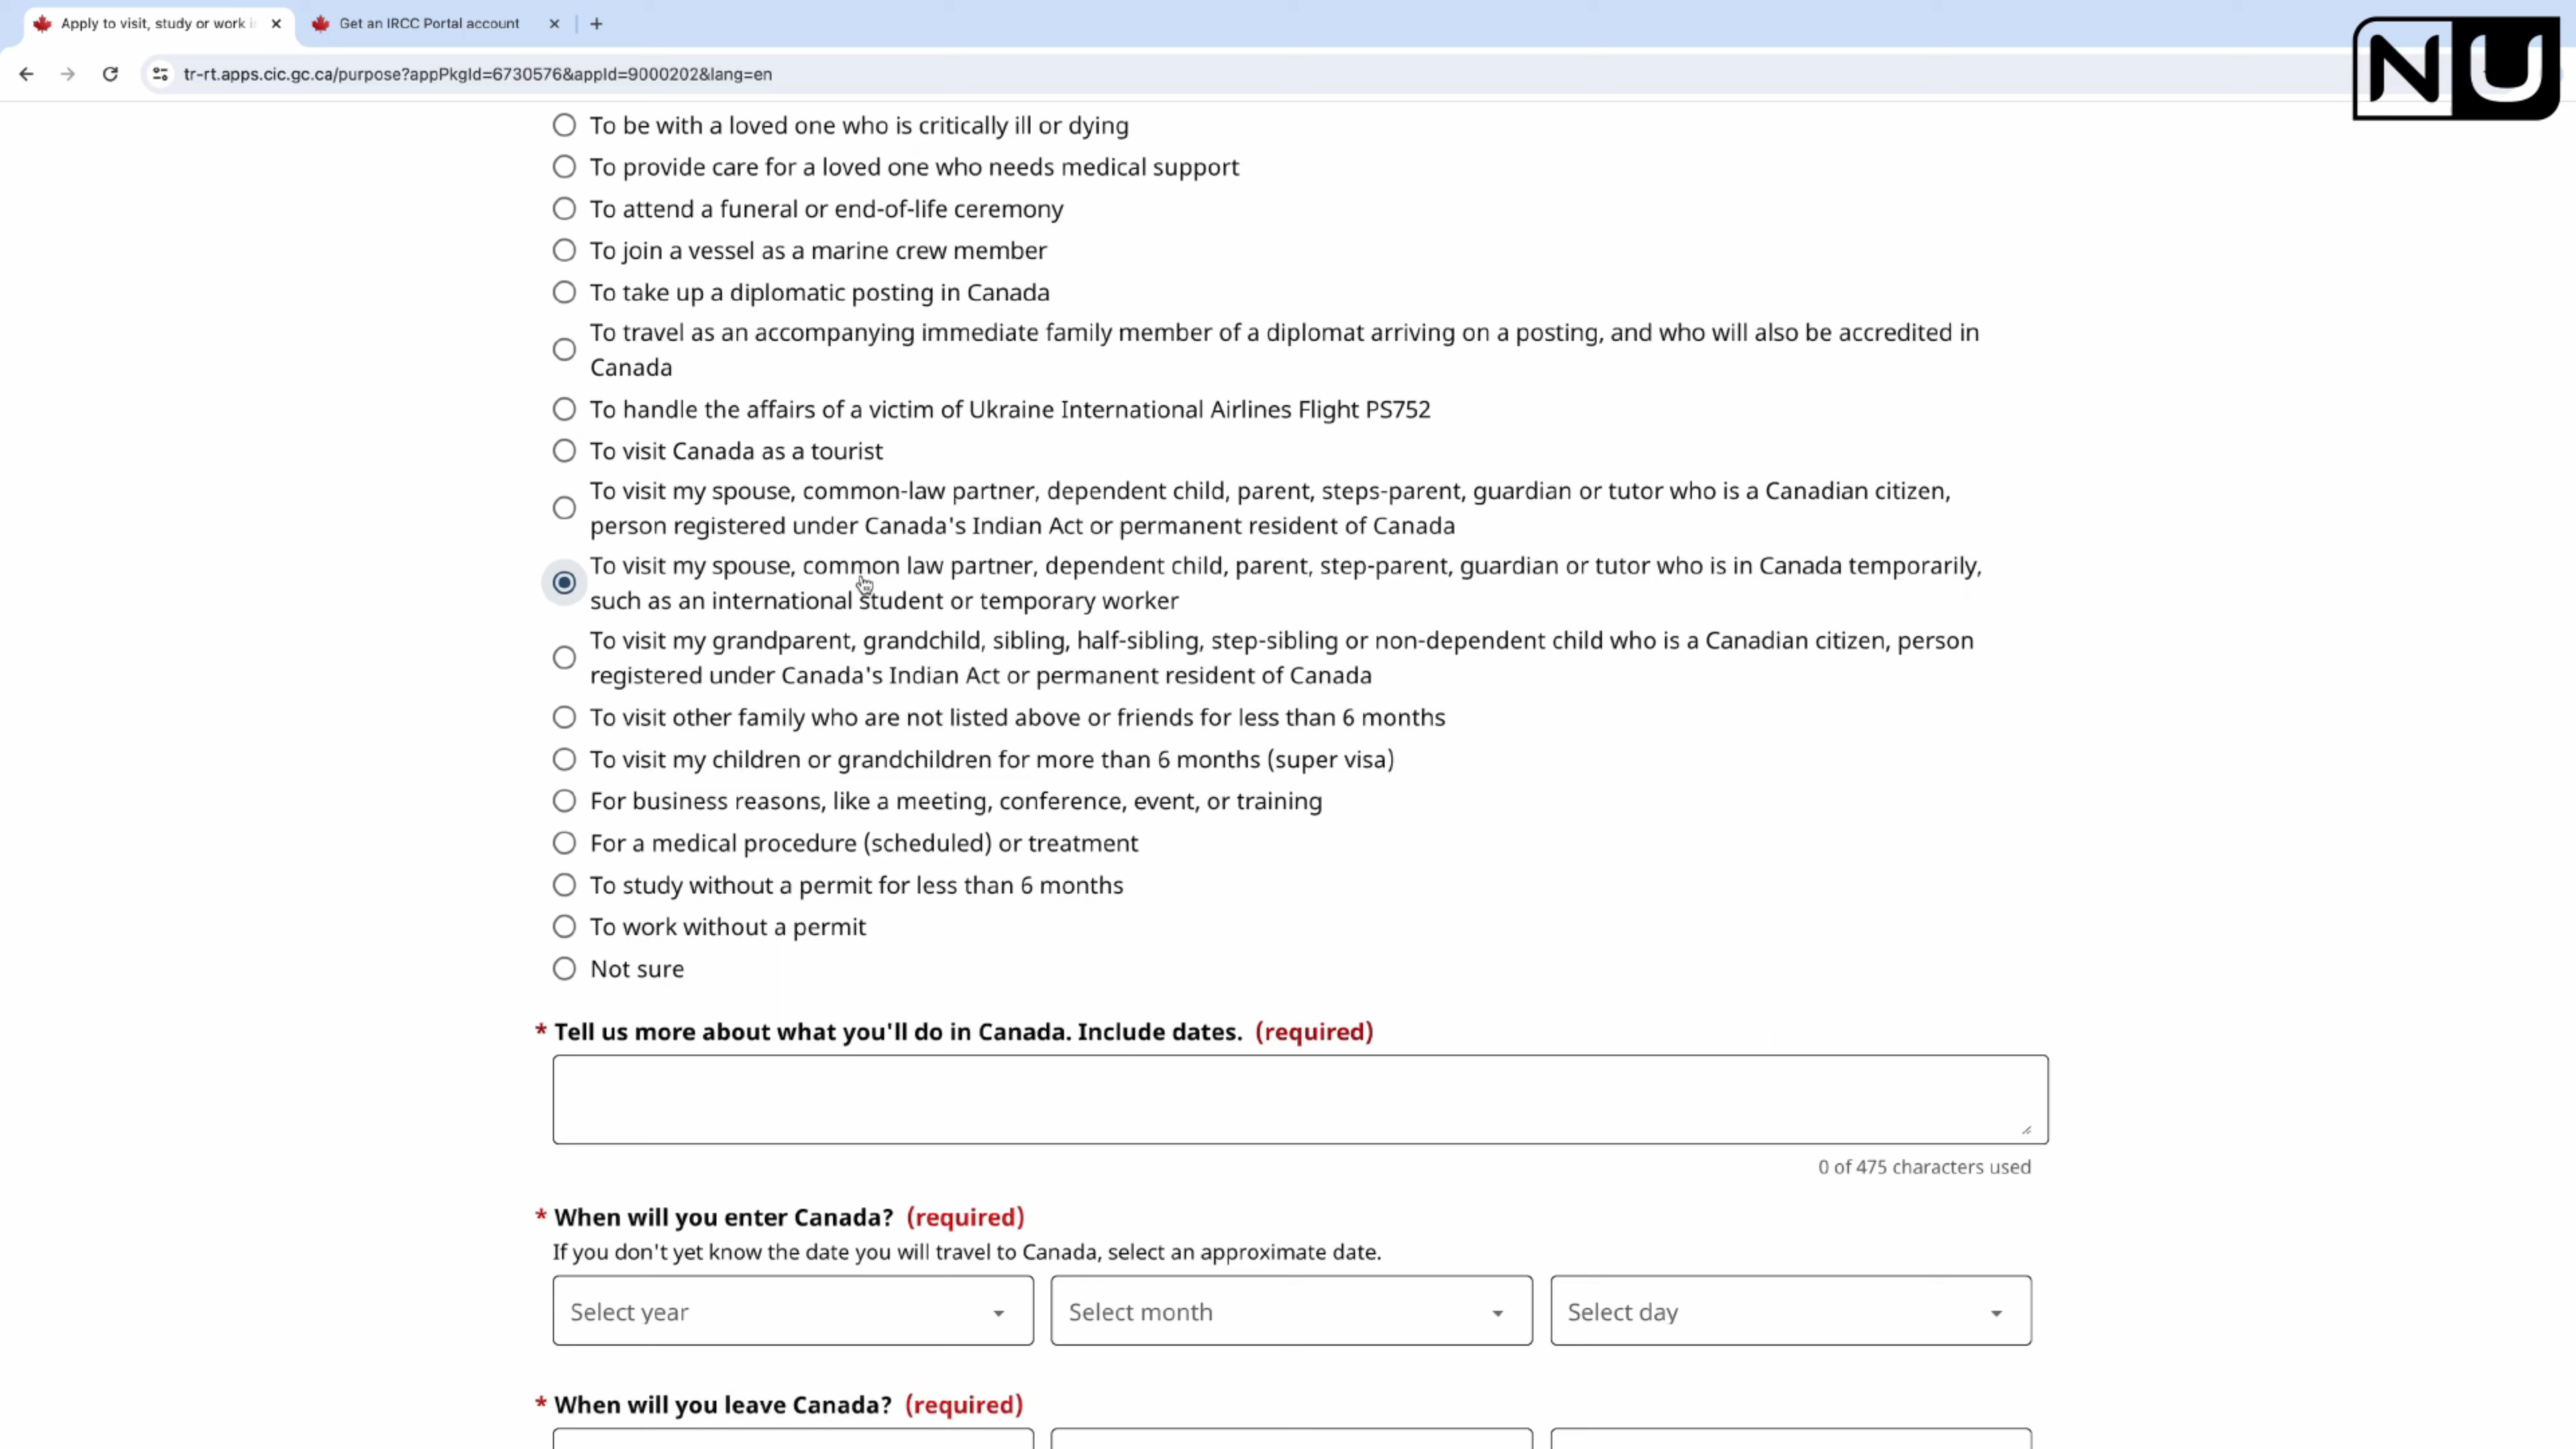 Apply to visit, study or work i
Get an IRCC Portal account
tr-rt.apps.cic.gc.ca/purpose?appPkgId=6730576&appId=9000202&lang=en
NU
To be with a loved one who is critically ill or dying
To provide care for a loved one who needs medical support
To attend a funeral or end-of-life ceremony
To join a vessel as a marine crew member
To take up a diplomatic posting in Canada
To travel as an accompanying immediate family member of a diplomat arriving on a posting, and who will also be accredited in
Canada
To handle the affairs of a victim of Ukraine International Airlines Flight PS752
To visit Canada as a tourist
To visit my spouse, common-law partner, dependent child, parent, steps-parent, guardian or tutor who is a Canadian citizen,
person registered under Canada's Indian Act or permanent resident of Canada
To visit my spouse, common law partner, dependent child, parent, step-parent, guardian or tutor who is in Canada temporarily,
such as an international student or temporary worker
To visit my grandparent, grandchild, sibling, half-sibling, step-sibling or non-dependent child who is a Canadian citizen, person
registered under Canada's Indian Act or permanent resident of Canada
To visit other family who are not listed above or friends for less than 6 months
To visit my children or grandchildren for more than 6 months (super visa)
For business reasons, like a meeting, conference, event, or training
For a medical procedure (scheduled) or treatment
To study without a permit for less than 6 months
To work without a permit
Not sure
* Tell us more about what you'll do in Canada. Include dates. (required)
0 of 475 characters used
* When will you enter Canada? (required)
If you don't yet know the date you will travel to Canada, select an approximate date.
Select year
Select month
Select day
* When will you leave Canada? (required)